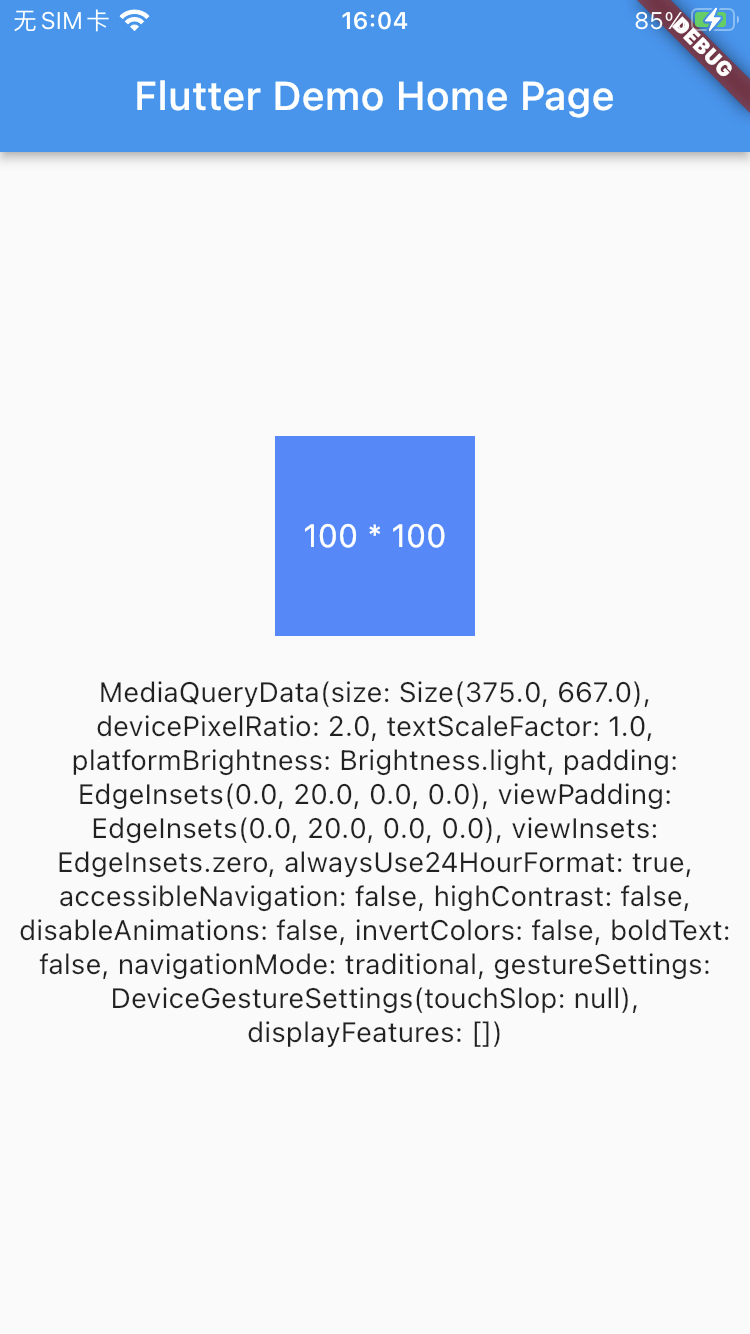 无SIM卡 16:04 85%
DEBUG
Flutter Demo Home Page
100 * 100
MediaQueryData(size: Size(375.0, 667.0),
devicePixelRatio: 2.0, textScaleFactor: 1.0,
platformBrightness: Brightness.light, padding:
EdgeInsets(0.0, 20.0, 0.0, 0.0), viewPadding:
EdgeInsets(0.0, 20.0, 0.0, 0.0), viewInsets:
EdgeInsets.zero, alwaysUse24HourFormat: true,
accessibleNavigation: false, highContrast: false,
disableAnimations: false, invertColors: false, boldText:
false, navigationMode: traditional, gestureSettings:
DeviceGestureSettings(touchSlop: null),
displayFeatures: [])